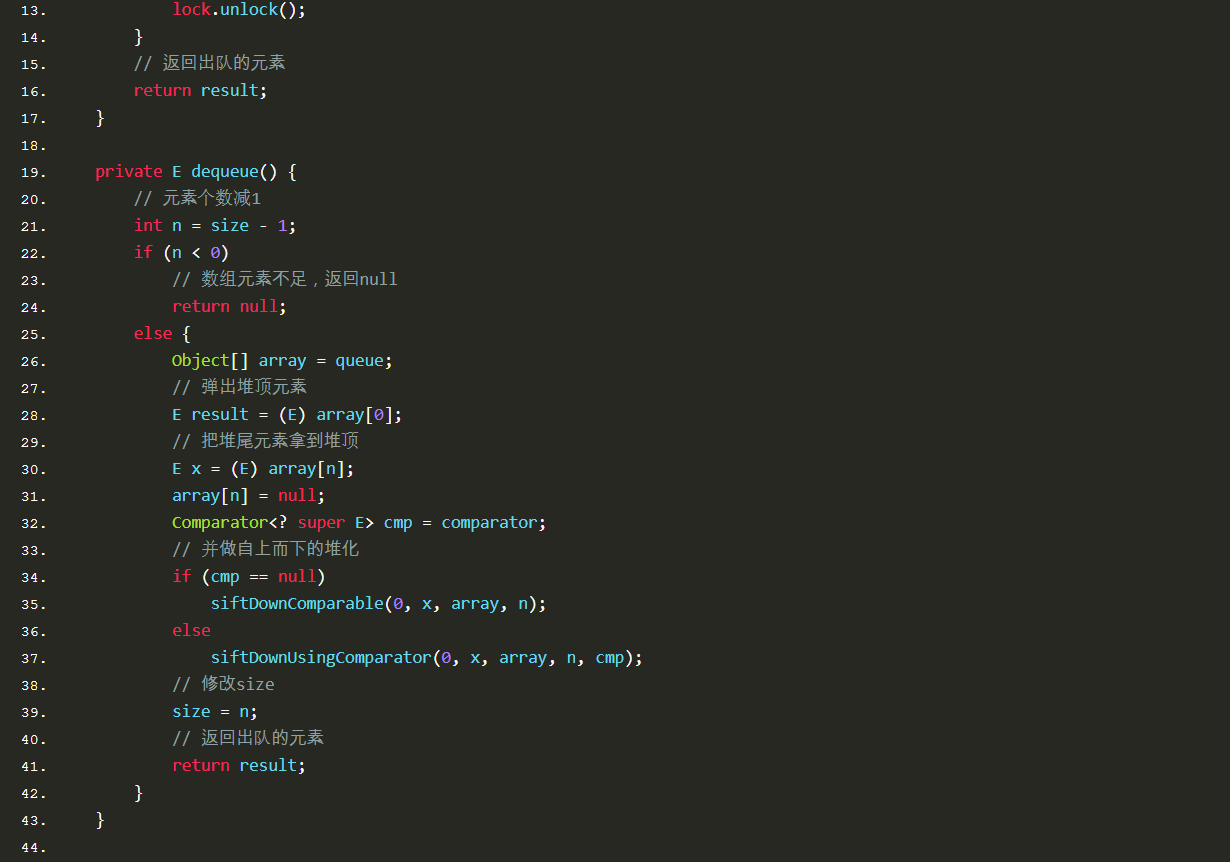 13.             lock.unlock();
14.         }
15.         // 返回出队的元素
16.         return result;
17.     }
18.
19.     private E dequeue() {
20.         // 元素个数减1
21.         int n = size - 1;
22.         if (n < 0)
23.             // 数组元素不足，返回null
24.             return null;
25.         else {
26.             Object[] array = queue;
27.             // 弹出堆顶元素
28.             E result = (E) array[0];
29.             // 把堆尾元素拿到堆顶
30.             E x = (E) array[n];
31.             array[n] = null;
32.             Comparator<? super E> cmp = comparator;
33.             // 并做自上而下的堆化
34.             if (cmp == null)
35.                 siftDownComparable(0, x, array, n);
36.             else
37.                 siftDownUsingComparator(0, x, array, n, cmp);
38.             // 修改size
39.             size = n;
40.             // 返回出队的元素
41.             return result;
42.         }
43.     }
44.